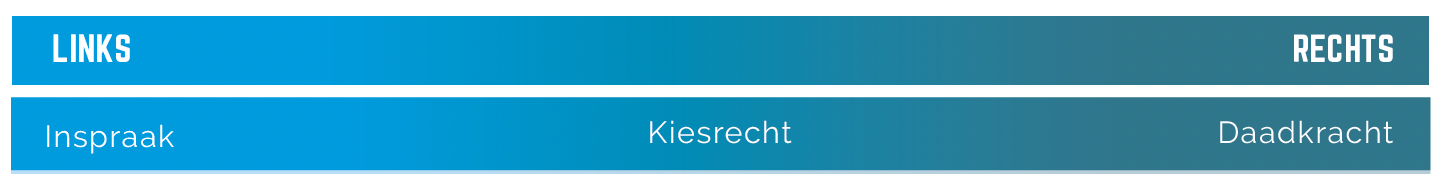 LINKS RECHTS
Inspraak Kiesrecht Daadkracht